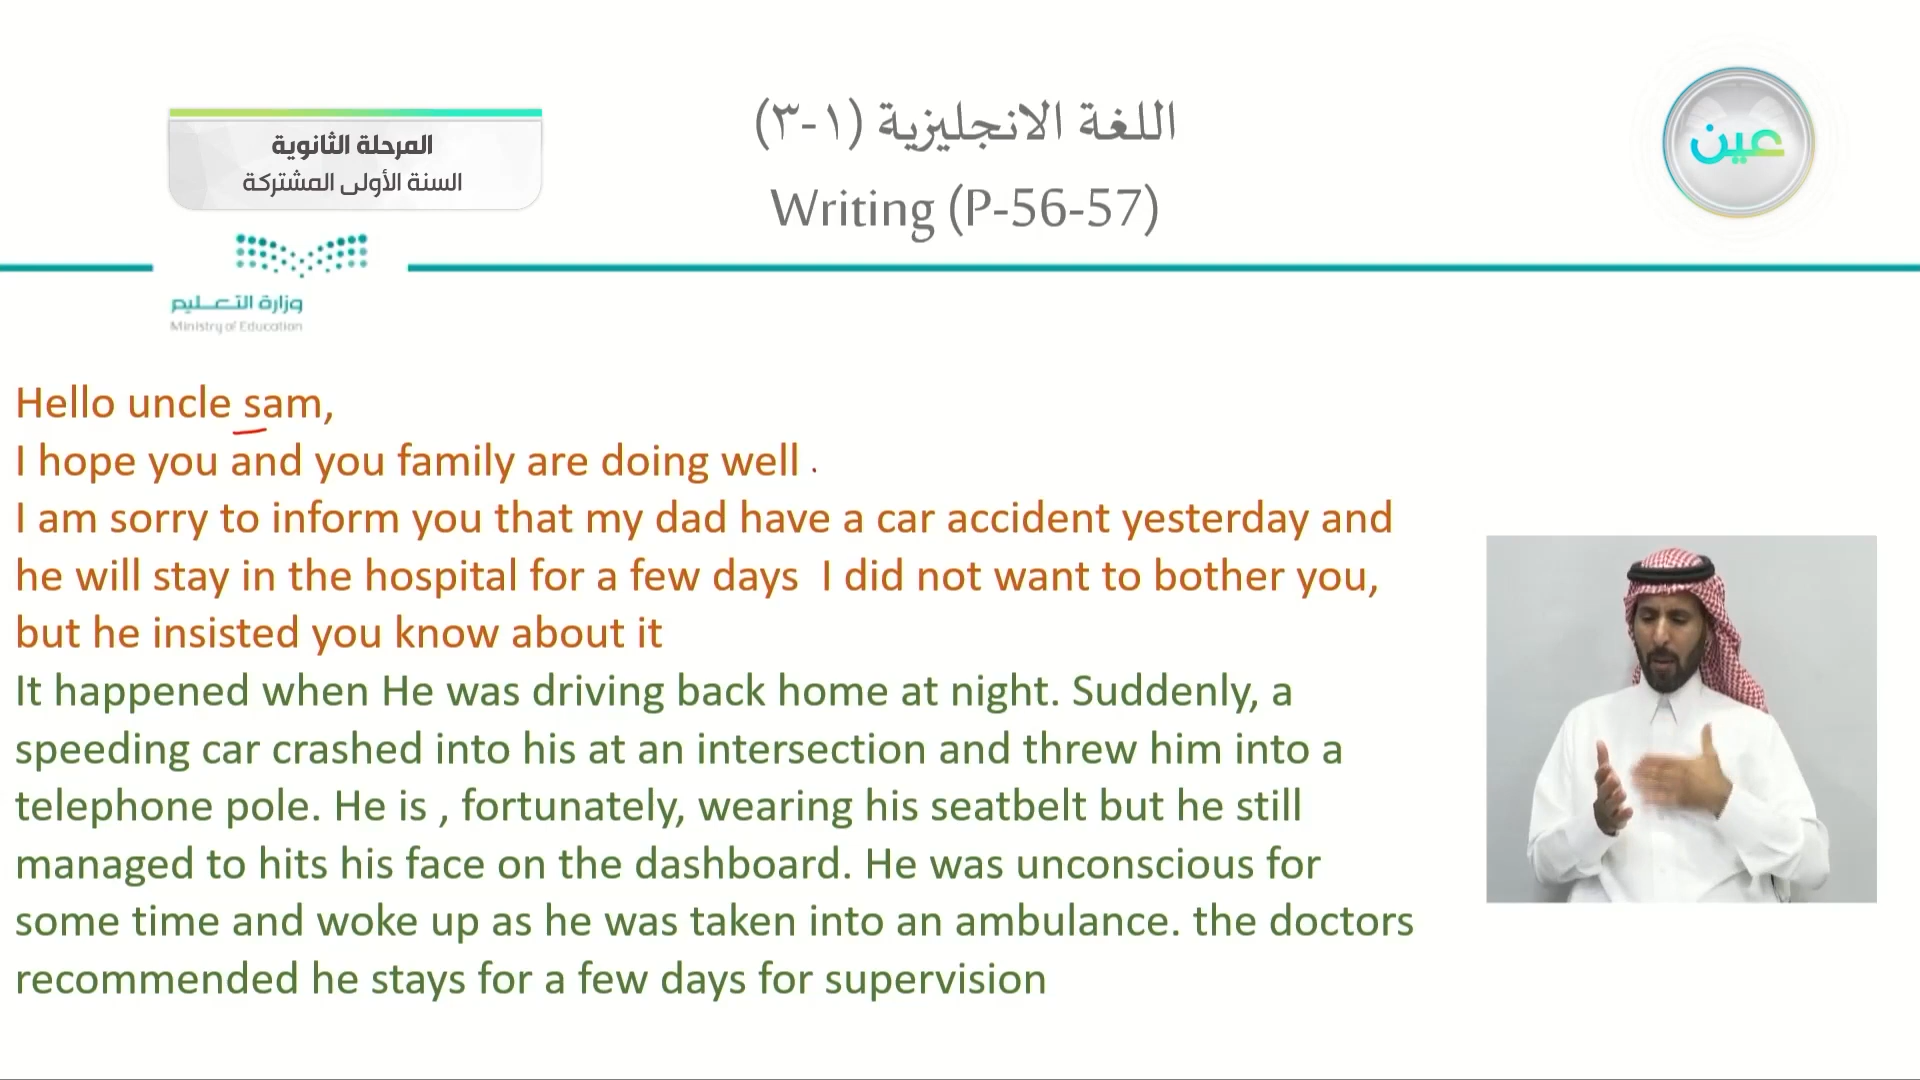 المرحلة الثانوية
السنة الأولى المشتركة
اللغة الانجليزية (١-٣)
Writing (P-56-57)
عين
وزارة التعليم
Ministry of Education
Hello uncle sam,
I hope you and you family are doing well .
I am sorry to inform you that my dad have a car accident yesterday and
he will stay in the hospital for a few days I did not want to bother you,
but he insisted you know about it
It happened when He was driving back home at night. Suddenly, a
speeding car crashed into his at an intersection and threw him into a
telephone pole. He is , fortunately, wearing his seatbelt but he still
managed to hits his face on the dashboard. He was unconscious for
some time and woke up as he was taken into an ambulance. the doctors
recommended he stays for a few days for supervision